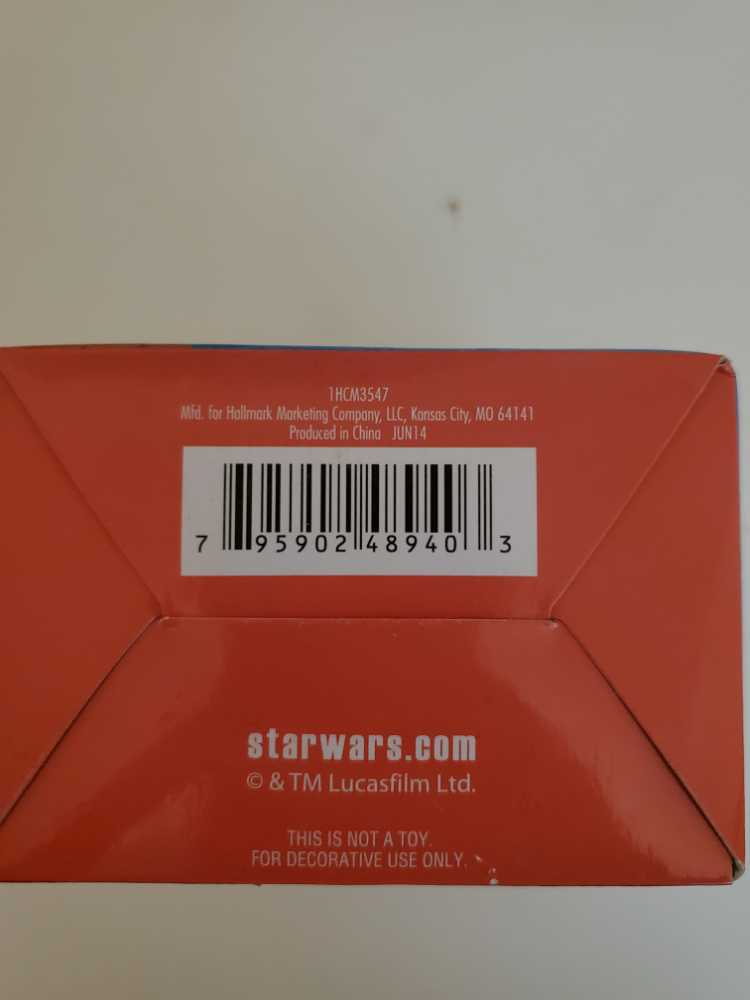 1HCM3547
Mfd. for Hallmark Marketing Company, LLC, Kansas City, MO 64141
Produced in China JUN14
7 95902 48940 3
starwars.com
© & TM Lucasfilm Ltd.
THIS IS NOT A TOY.
FOR DECORATIVE USE ONLY.